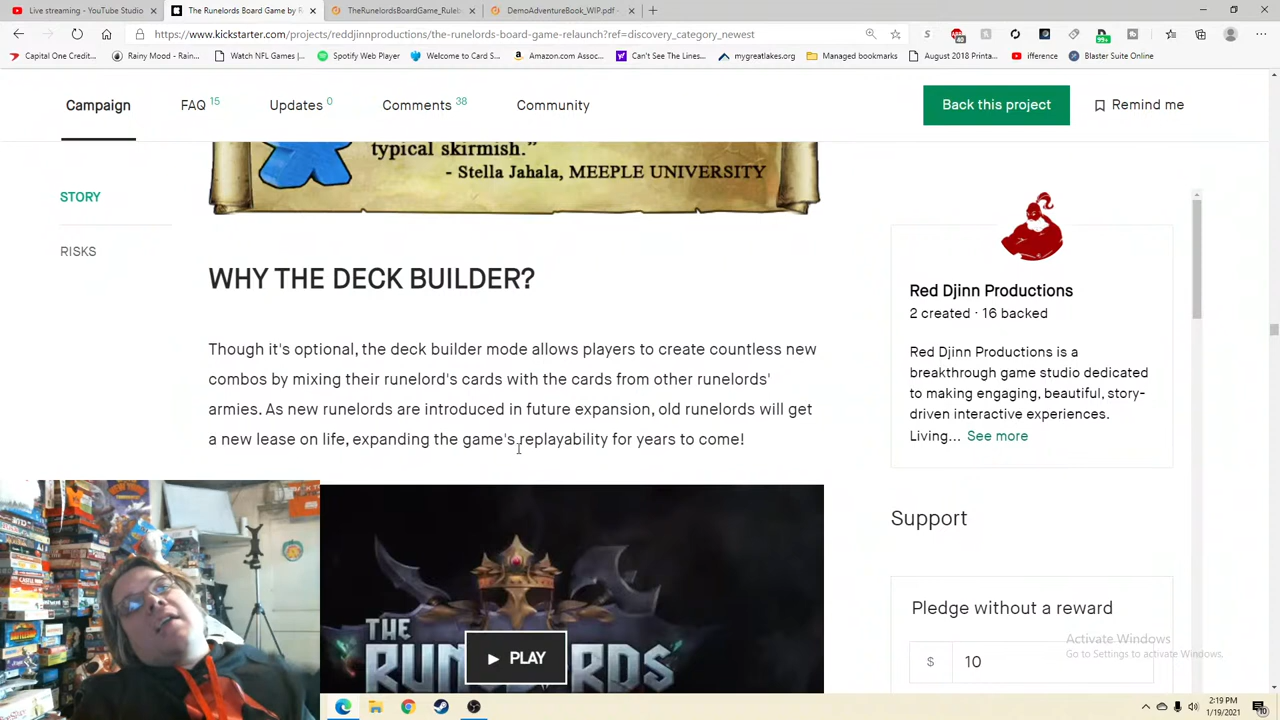 Live streaming - YouTube Studio
The Runelords Board Game by R
TheRunelordsBoardGame_Ruleb
DemoAdventureBook_WIP.pdf -
https://www.kickstarter.com/projects/reddjinnproductions/the-runelords-board-game-relaunch?ref=discovery_category_newest
Capital One Credit...
Rainy Mood - Rain...
Watch NFL Games |...
Spotify Web Player
Welcome to Card S...
Amazon.com Assoc...
Can't See The Lines...
mygreatlakes.org
Managed bookmarks
August 2018 Printa...
ifference
Blaster Suite Online
Campaign
FAQ 15
Updates 0
Comments 38
Community
Back this project
Remind me
STORY
RISKS
typical skirmish."
- Stella Jahala, MEEPLE UNIVERSITY
WHY THE DECK BUILDER?
Though it's optional, the deck builder mode allows players to create countless new
combos by mixing their runelord's cards with the cards from other runelords'
armies. As new runelords are introduced in future expansion, old runelords will get
a new lease on life, expanding the game's replayability for years to come!
THE
PLAY
Red Djinn Productions
2 created · 16 backed
Red Djinn Productions is a
breakthrough game studio dedicated
to making engaging, beautiful, story-
driven interactive experiences.
Living... See more
Support
Pledge without a reward
$ 10
Activate Windows
Go to Settings to activate Windows.
2:19 PM
1/19/2021